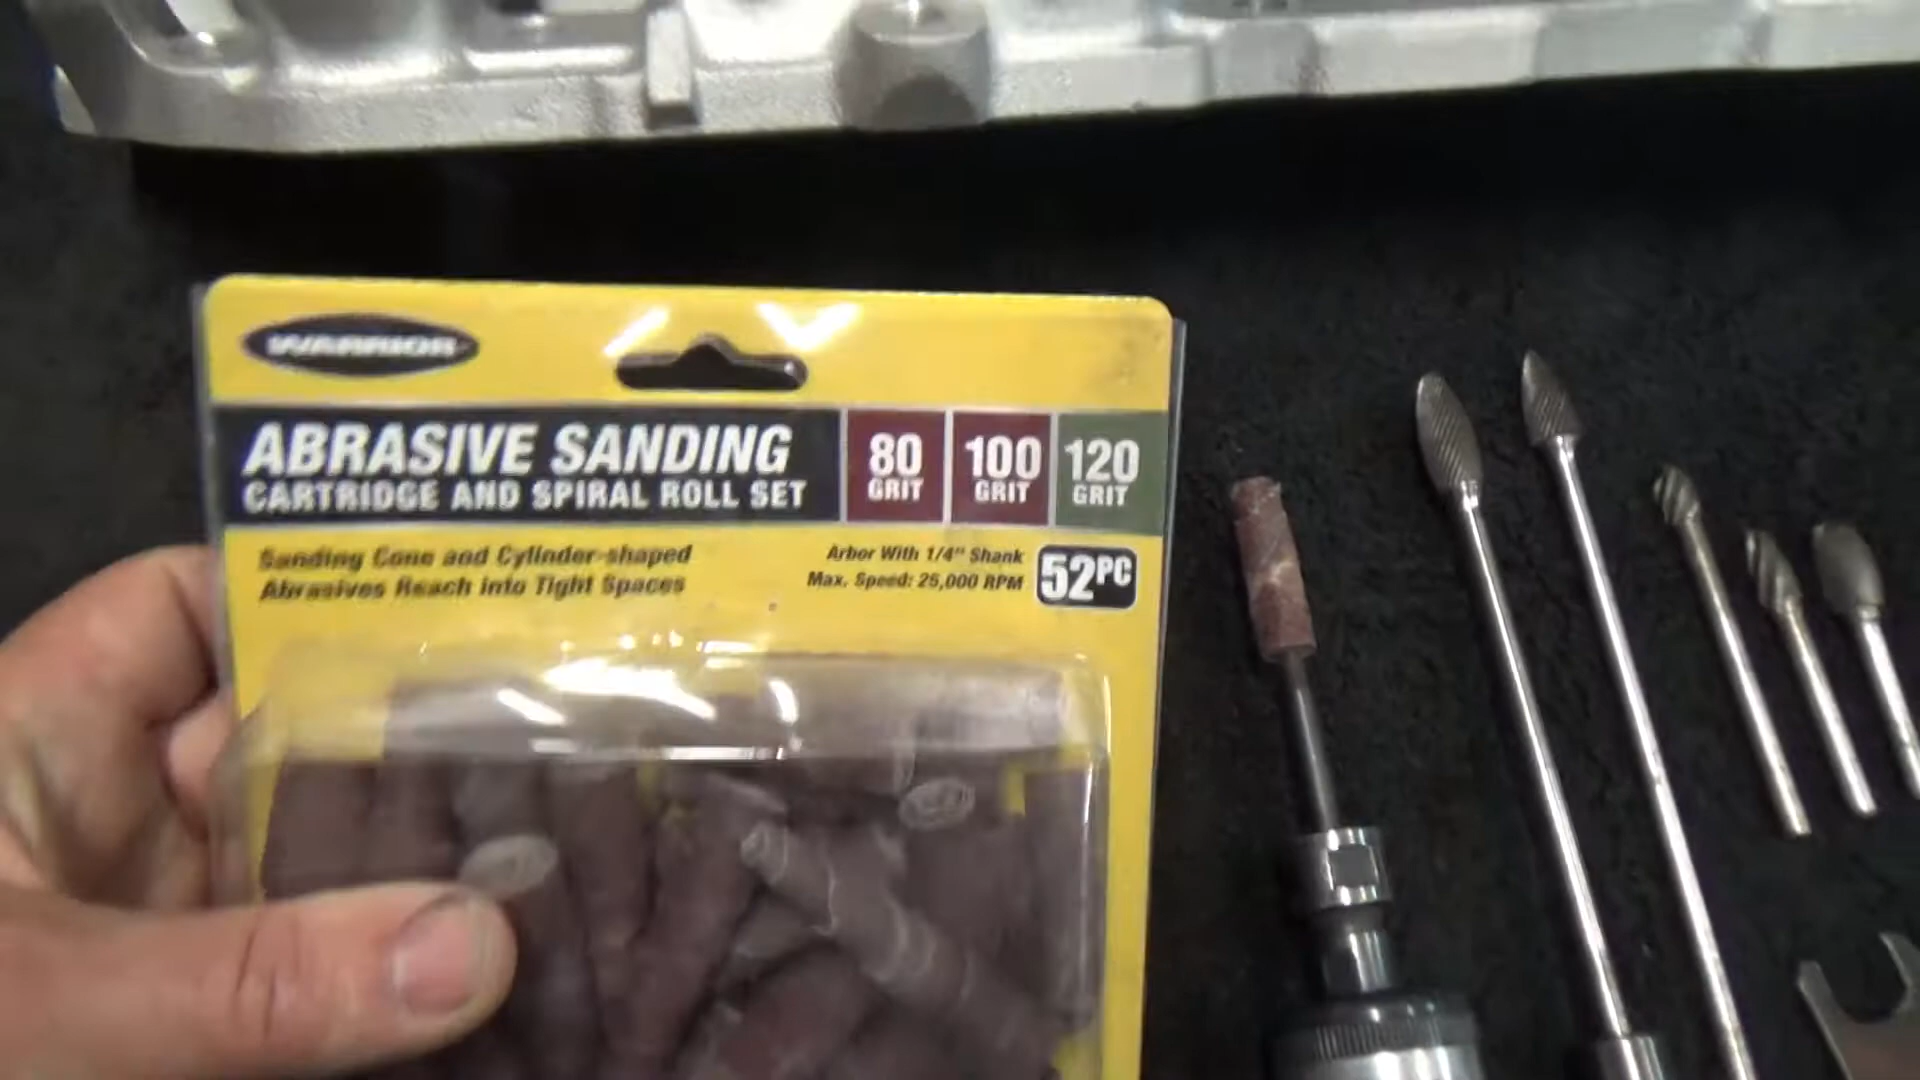 WARRIOR
ABRASIVE SANDING
CARTRIDGE AND SPIRAL ROLL SET
80
GRIT
100
GRIT
120
GRIT
Sanding Cone and Cylinder-shaped
Abrasives Reach into Tight Spaces
Arbor With 1/4" Shank
Max. Speed: 25,000 RPM
52PC